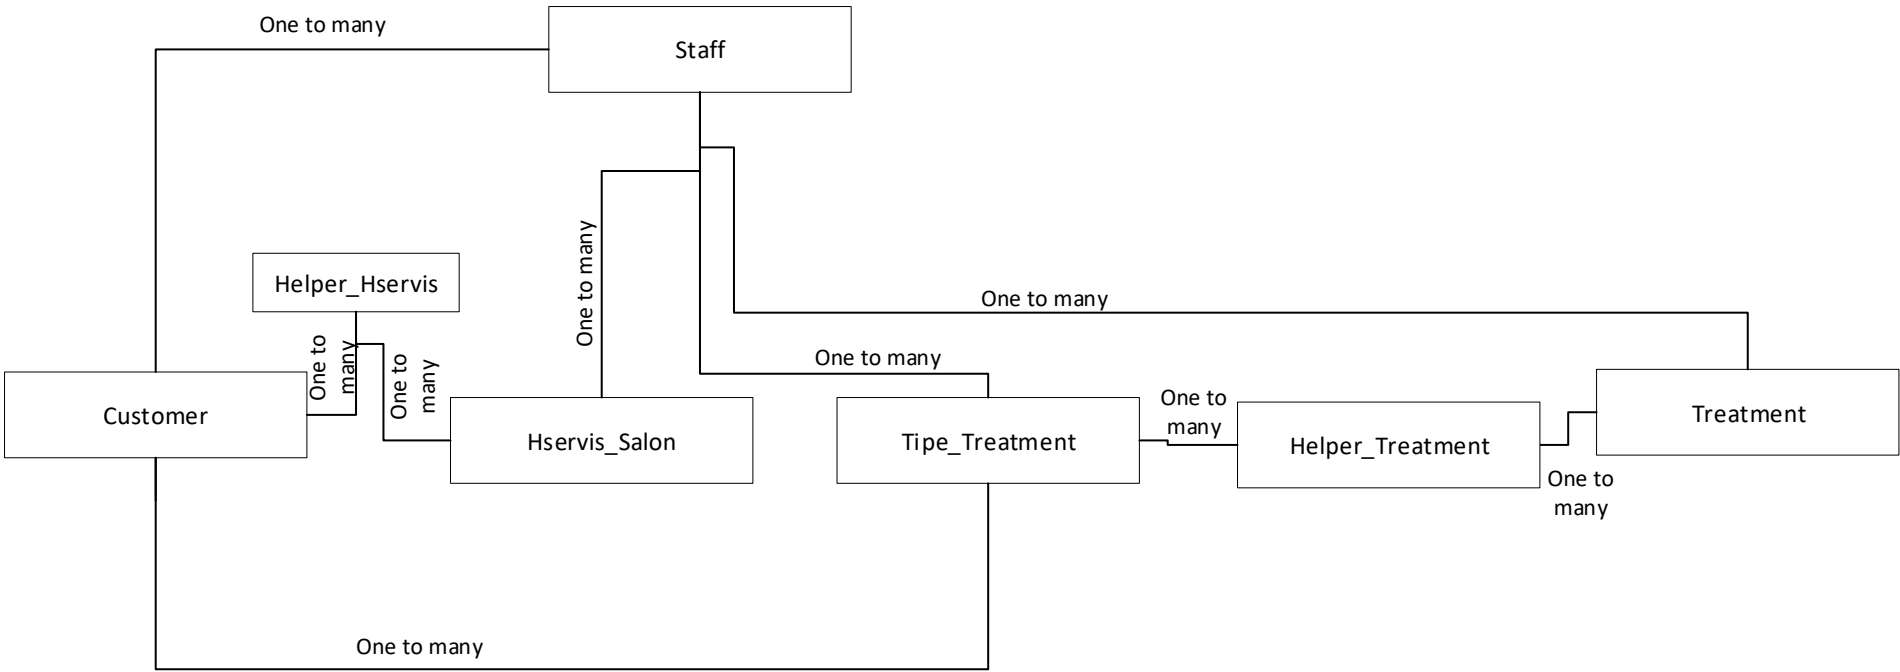 One to many
Staff
One to many
Helper_Hservis
One to many
One to
many
One to
many
One to many
Customer
Hservis_Salon
Tipe_Treatment
One to
many
Helper_Treatment
Treatment
One to
many
One to many